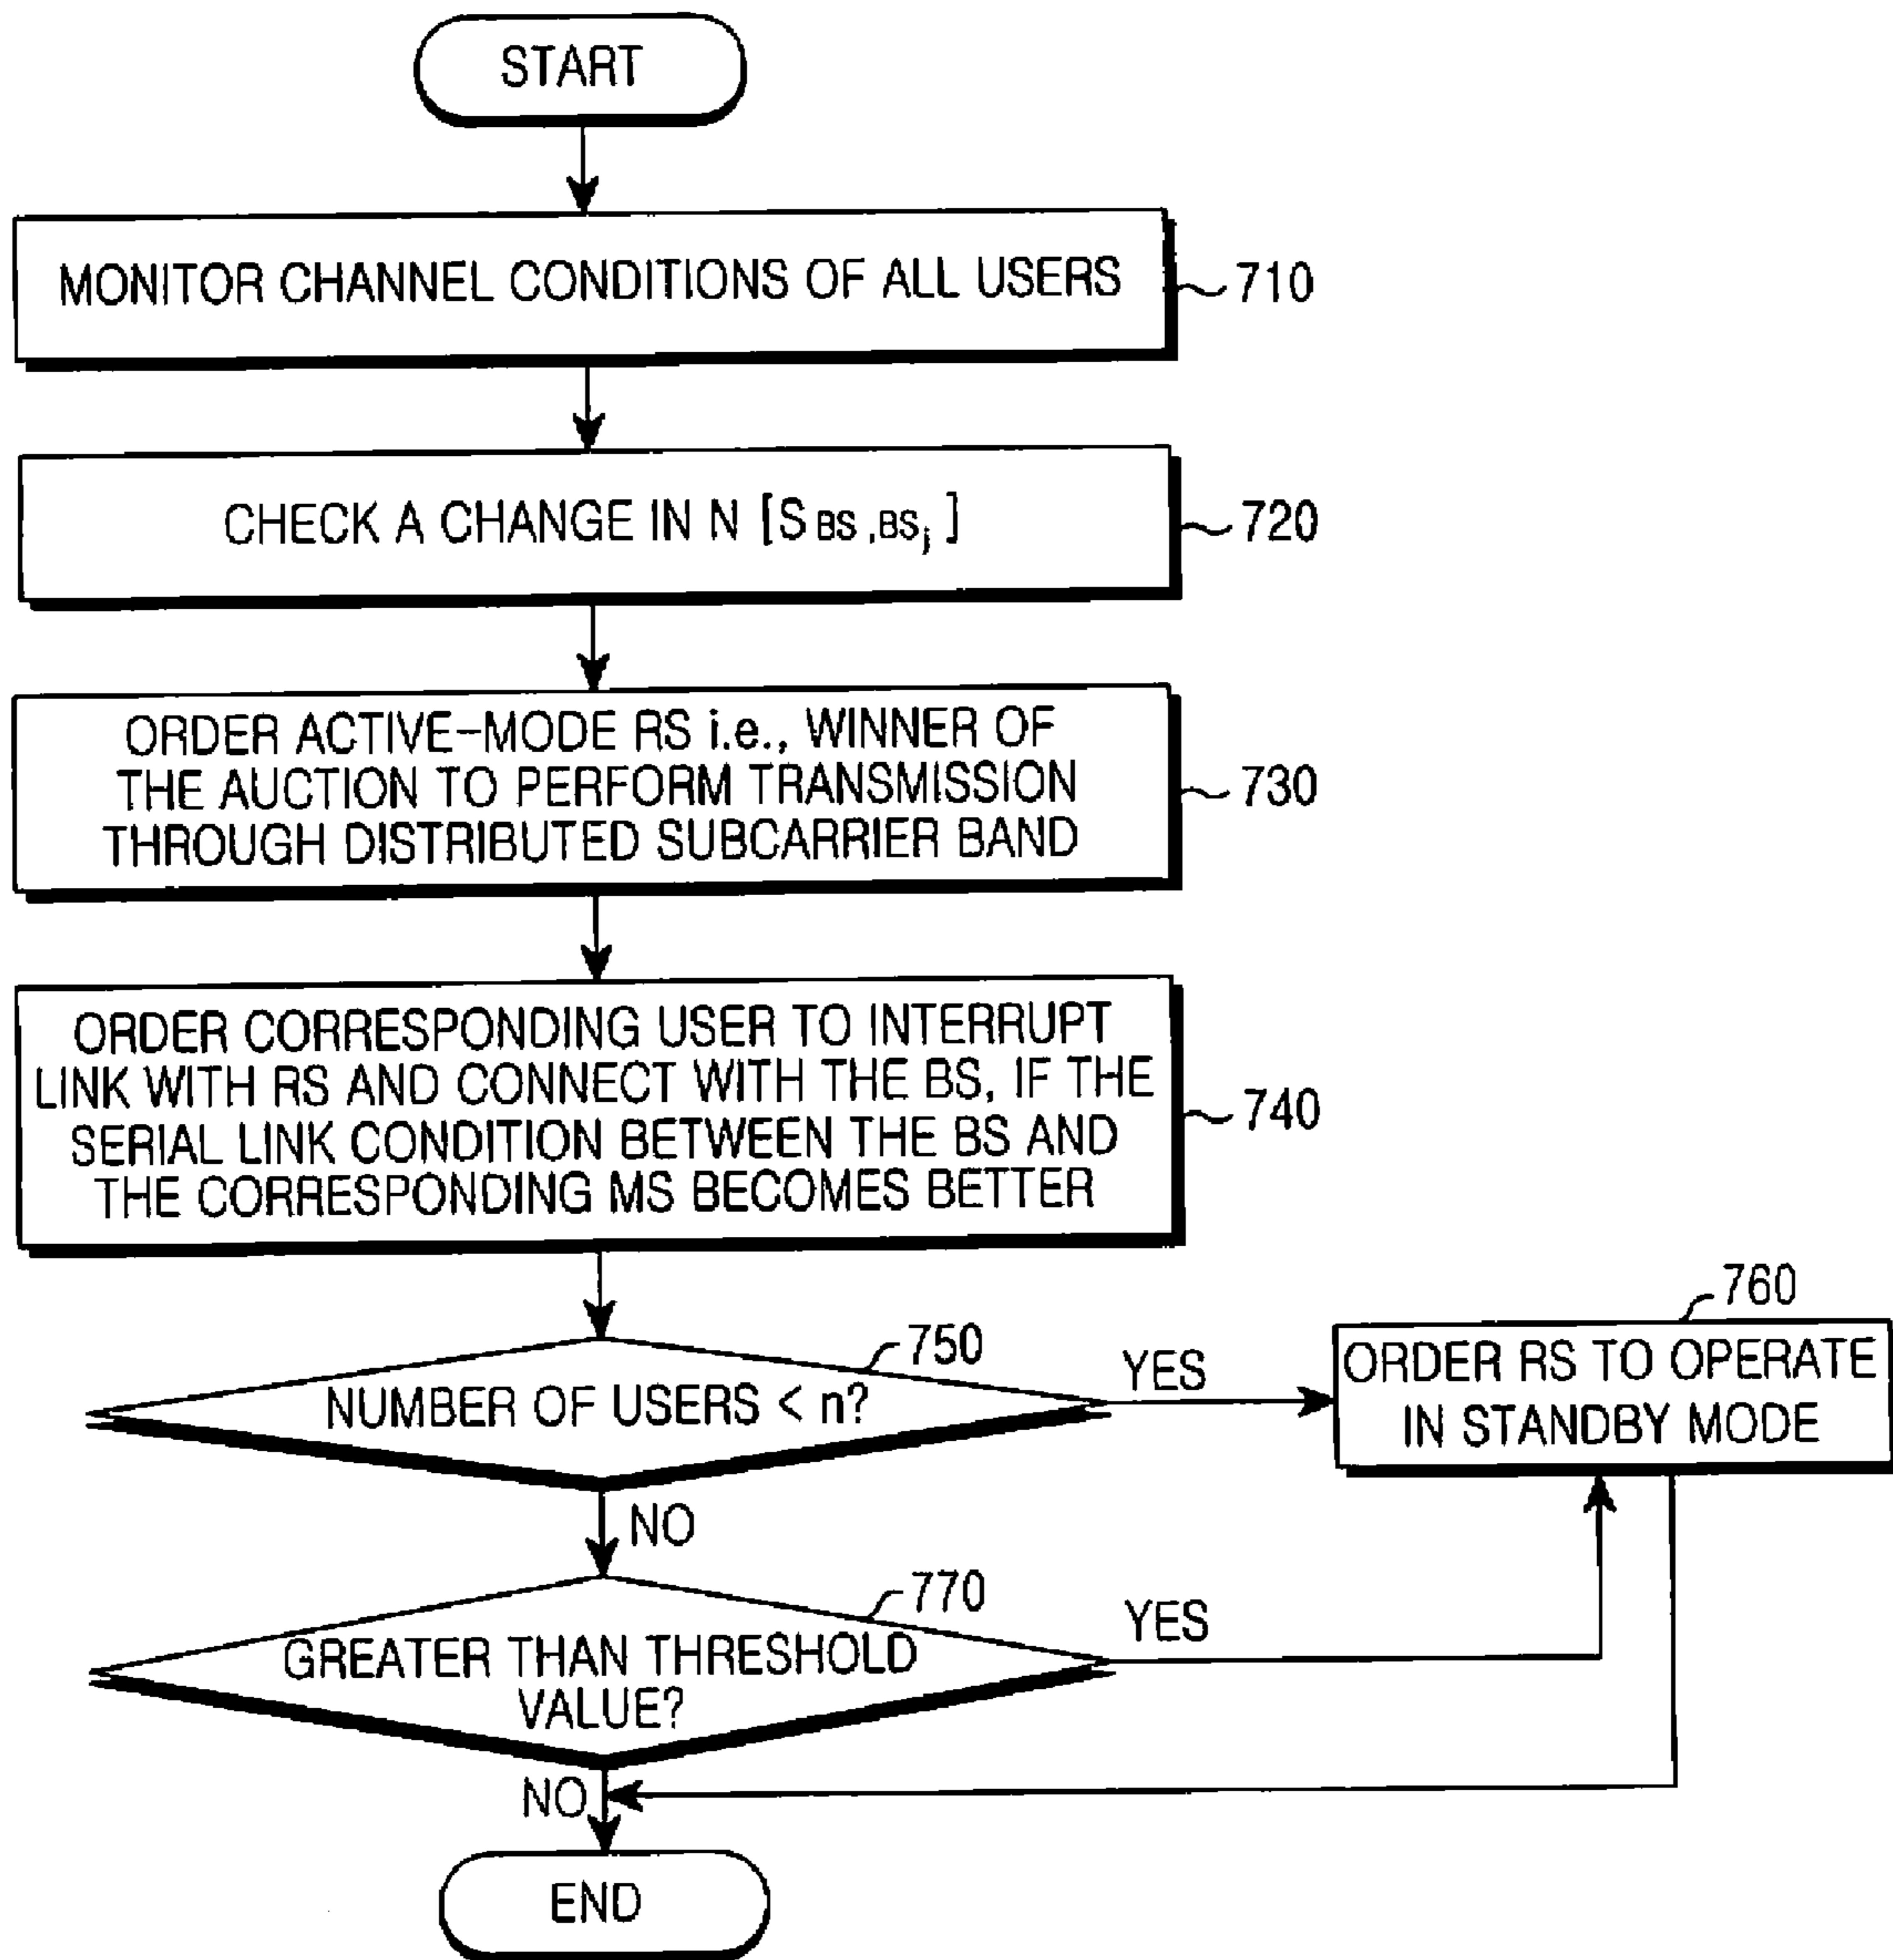 START
MONITOR CHANNEL CONDITIONS OF ALL USERS
710
CHECK A CHANGE IN N [S BS ,BSj ]
720
ORDER ACTIVE-MODE RS i.e., WINNER OF
THE AUCTION TO PERFORM TRANSMISSION
THROUGH DISTRIBUTED SUBCARRIER BAND
730
ORDER CORRESPONDING USER TO INTERRUPT
LINK WITH RS AND CONNECT WITH THE BS, IF THE
SERIAL LINK CONDITION BETWEEN THE BS AND
THE CORRESPONDING MS BECOMES BETTER
740
750
NUMBER OF USERS < n?
YES
760
ORDER RS TO OPERATE
IN STANDBY MODE
NO
770
GREATER THAN THRESHOLD
VALUE?
YES
NO
END